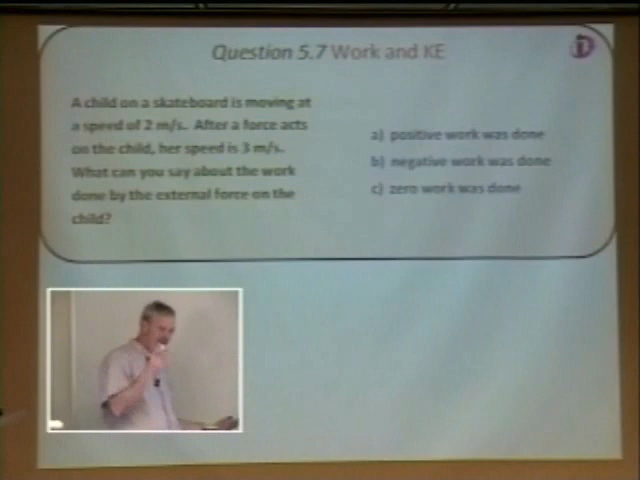 Question 5.7 Work and KE
A child on a skateboard is moving at
a speed of 2 m/s. After a force acts
on the child, her speed is 3 m/s.
What can you say about the work
done by the external force on the
child?
a) positive work was done
b) negative work was done
c) zero work was done